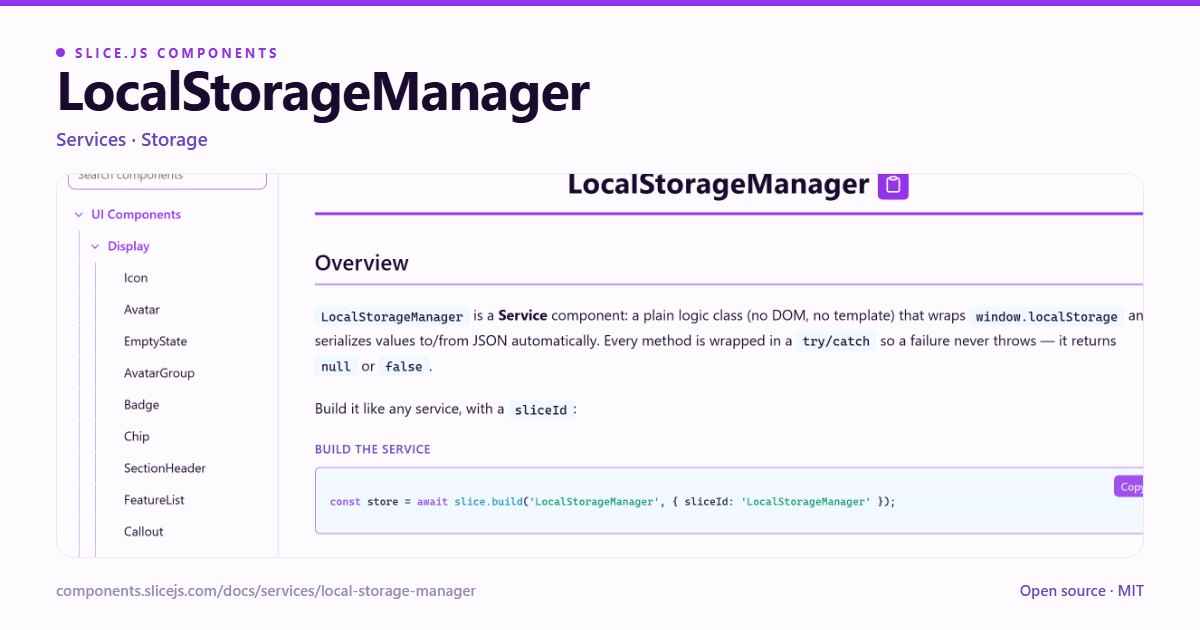 SLICE.JS COMPONENTS
LocalStorageManager
Services · Storage
Search components
UI Components
Display
Icon
Avatar
EmptyState
AvatarGroup
Badge
Chip
SectionHeader
FeatureList
Callout
LocalStorageManager
Overview
LocalStorageManager is a Service component: a plain logic class (no DOM, no template) that wraps window.localStorage an
serializes values to/from JSON automatically. Every method is wrapped in a try/catch so a failure never throws — it returns
null or false .
Build it like any service, with a sliceId :
BUILD THE SERVICE
Copy
const store = await slice.build('LocalStorageManager', { sliceId: 'LocalStorageManager' });
components.slicejs.com/docs/services/local-storage-manager
Open source · MIT